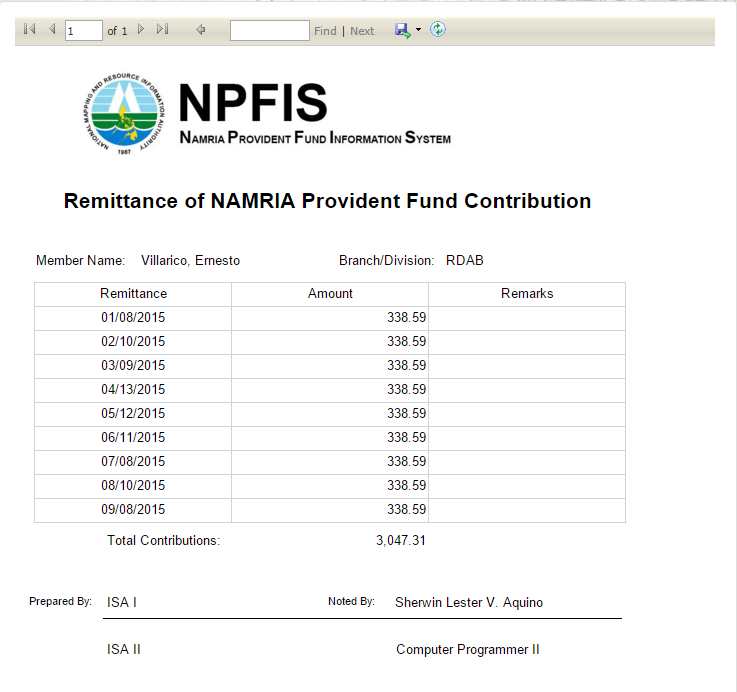 1 of 1 Find | Next
NATIONAL MAPPING AND RESOURCE INFORMATION AUTHORITY
1987
NPFIS
NAMRIA PROVIDENT FUND INFORMATION SYSTEM
Remittance of NAMRIA Provident Fund Contribution
Member Name: Villarico, Ernesto Branch/Division: RDAB
Remittance Amount Remarks
01/08/2015 338.59
02/10/2015 338.59
03/09/2015 338.59
04/13/2015 338.59
05/12/2015 338.59
06/11/2015 338.59
07/08/2015 338.59
08/10/2015 338.59
09/08/2015 338.59
Total Contributions: 3,047.31
Prepared By: ISA I Noted By: Sherwin Lester V. Aquino
ISA II Computer Programmer II